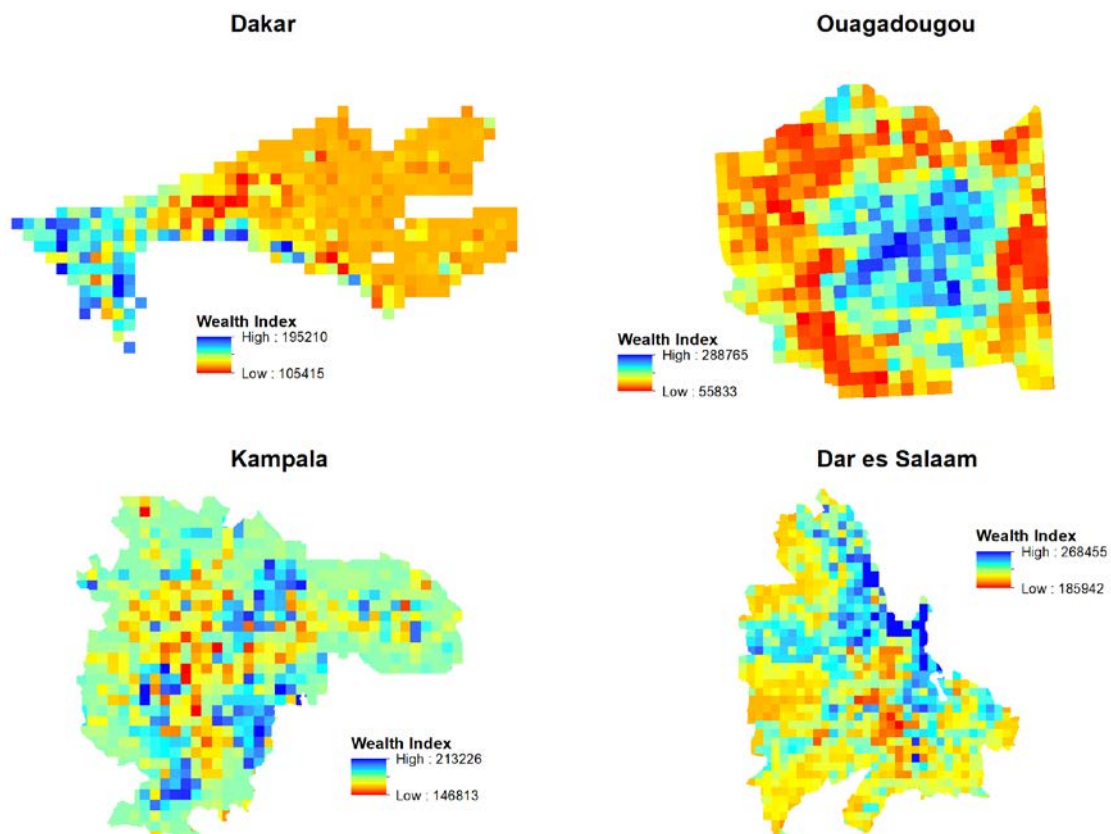 Dakar
Ouagadougou
Wealth Index
High : 195210
Low : 105415
Wealth Index
High : 288765
Low : 55833
Kampala
Dar es Salaam
Wealth Index
High : 268455
Low : 185942
Wealth Index
High : 213226
Low : 146813